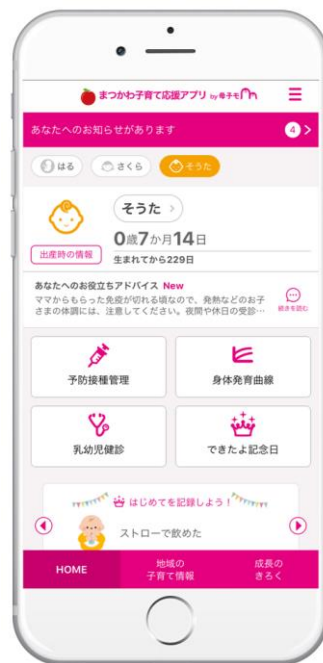 まつかわ子育て応援アプリ by母子モ
あなたへのお知らせがあります 4
はる さくら そうた
そうた
0歳7か月14日
出産時の情報
生まれてから229日
あなたへのお役立ちアドバイス New
ママからもらった免疫が切れる頃なので、発熱などのお子
さまの体調には、注意してください。夜間や休日の受診…
続きを読む
予防接種管理
身体発育曲線
乳幼児健診
できたよ記念日
はじめてを記録しよう！
ストローで飲めた
HOME
地域の
子育て情報
成長の
きろく